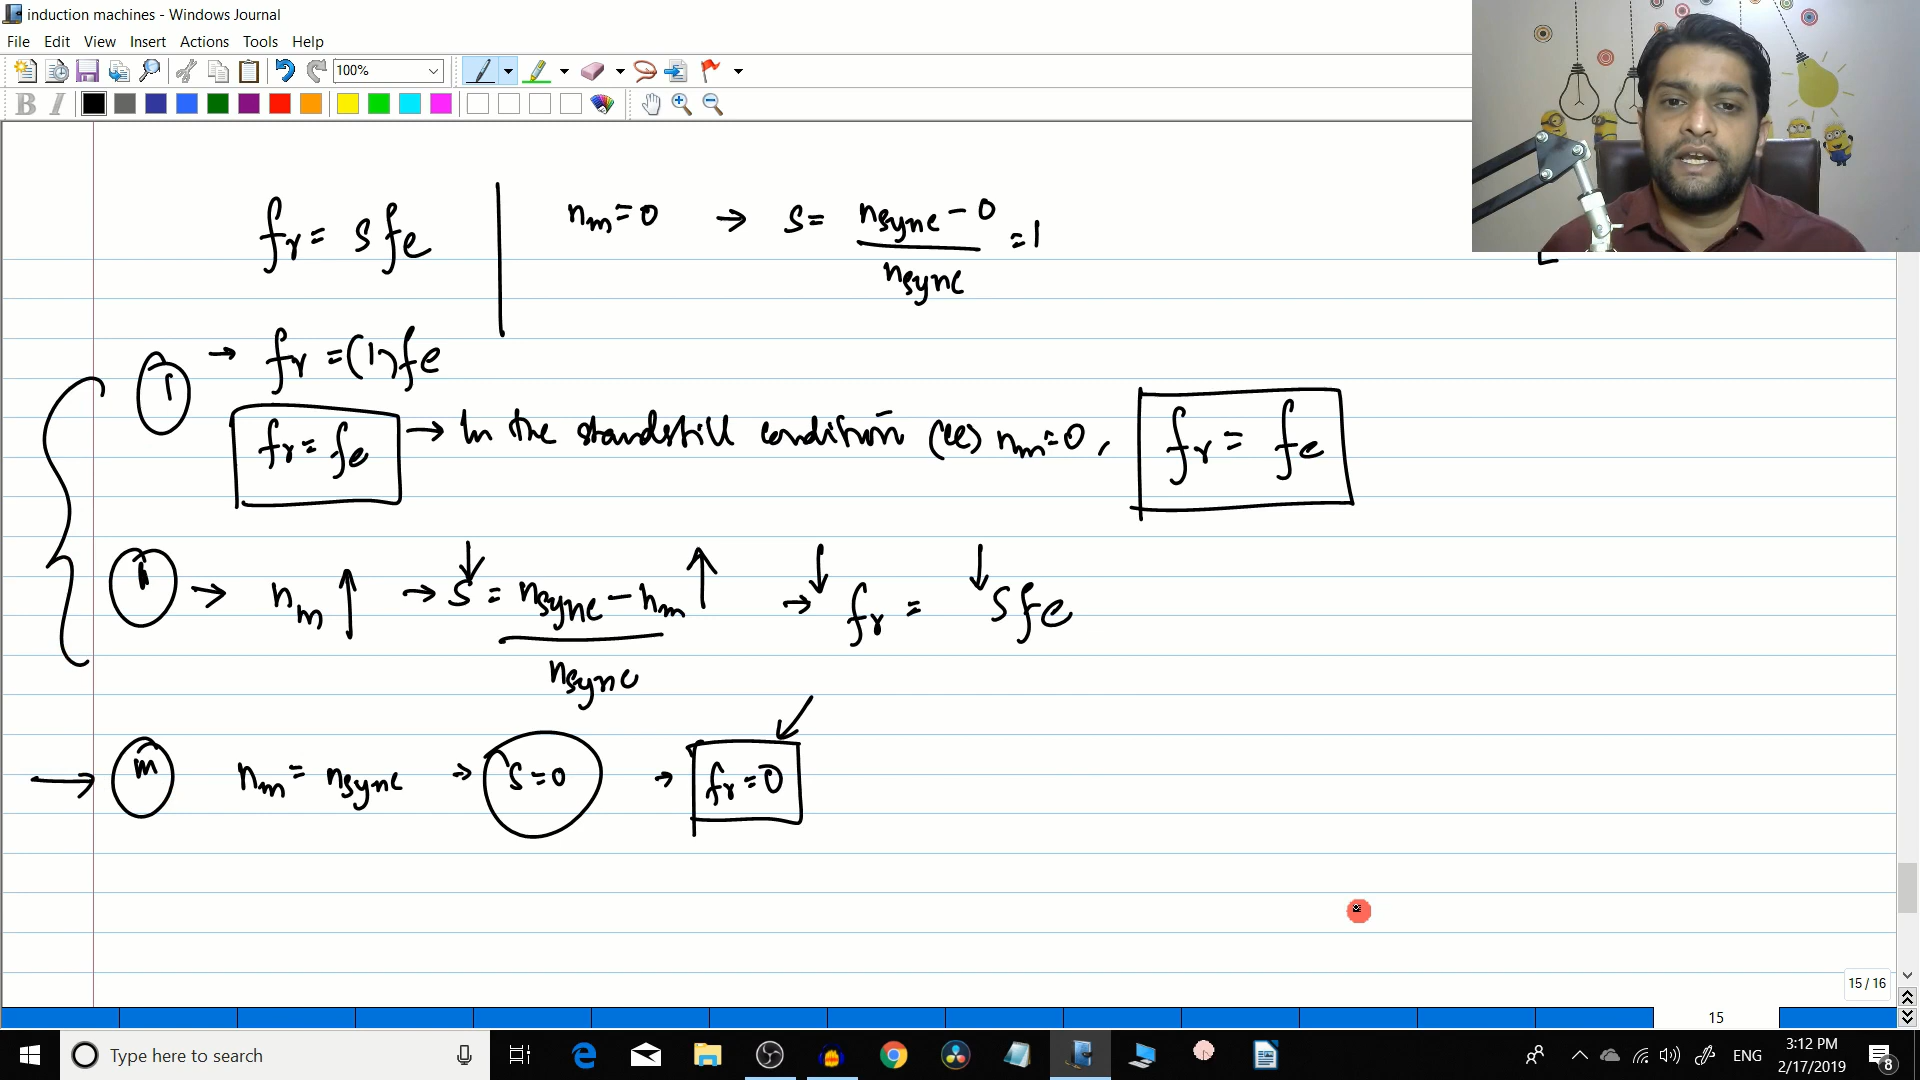 induction machines - Windows Journal
File Edit View Insert Actions Tools Help
100%
B I
fr = s fe
nm = 0 → s = nsync - 0 / nsync = 1
→ fr = (1) fe
i
fr = fe → In the standstill condition (ie) nm = 0, fr = fe
ii → nm ↑ → s ↓ = nsync - nm ↑ / nsync → ↓ fr = ↓ s fe
→ iii nm = nsync → s = 0 → fr = 0
15 / 16
15
Type here to search
ENG
3:12 PM
2/17/2019
8